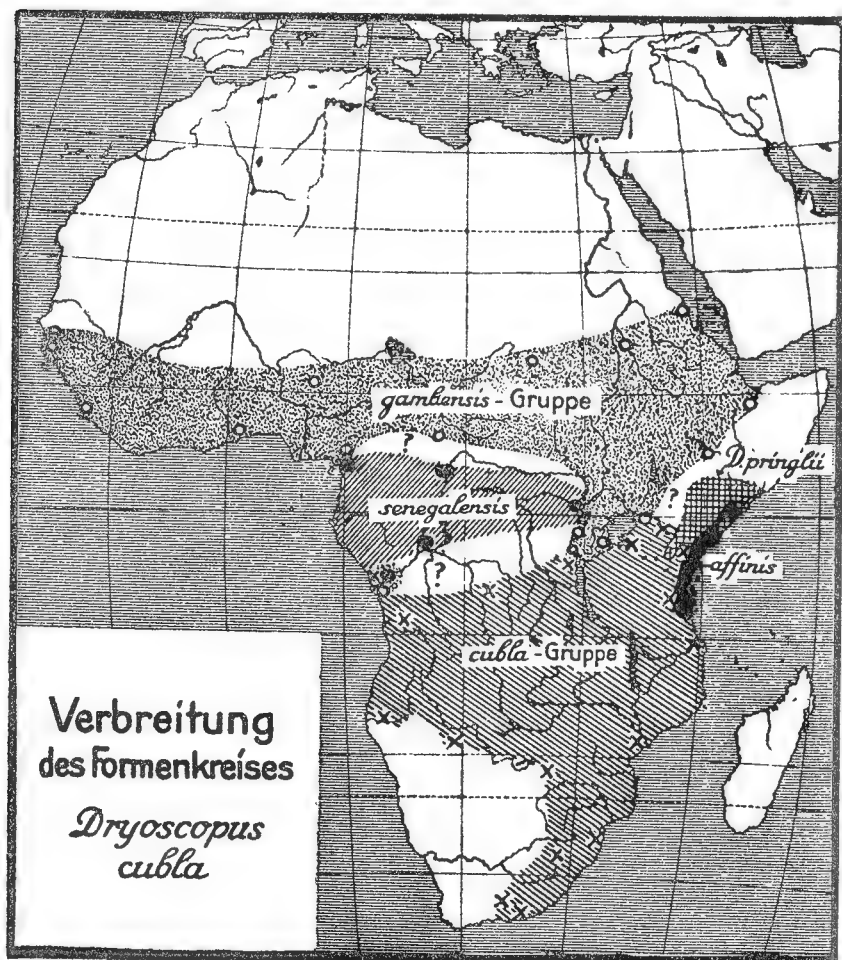 gambensis - Gruppe
?
D. pringlii
senegalensis
?
affinis
?
cubla - Gruppe
Verbreitung
des Formenkreises
Dryoscopus
cubla